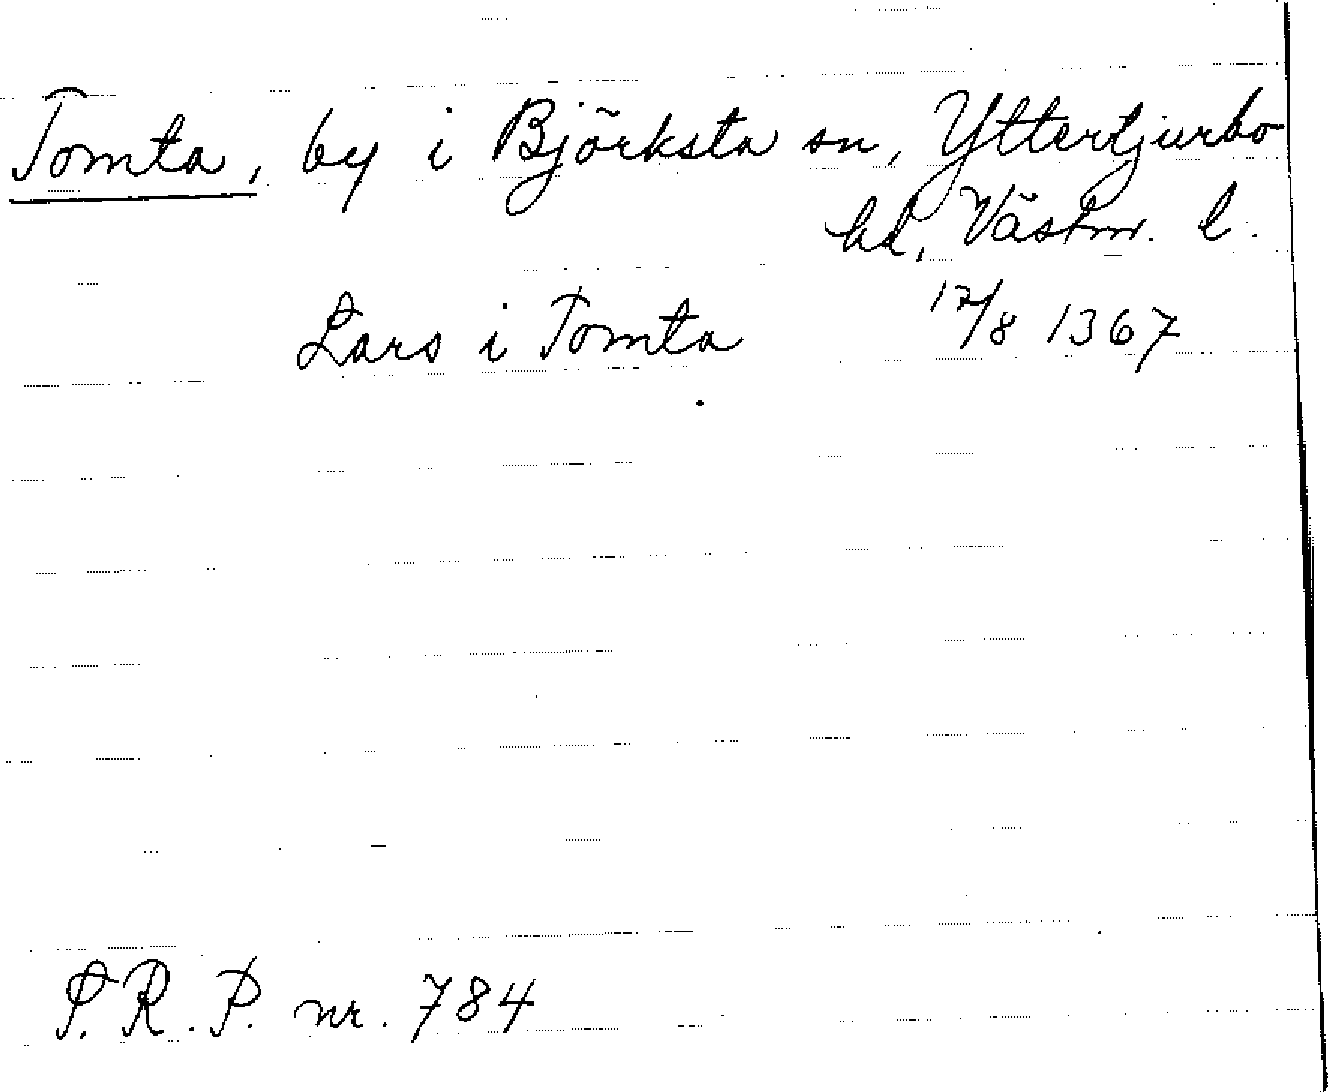 Tomta, by i Björksta sn, Yttertjurbo
hd, Västm. l.
Lars i Tomta 17/8 1367
S.R.P. nr. 784